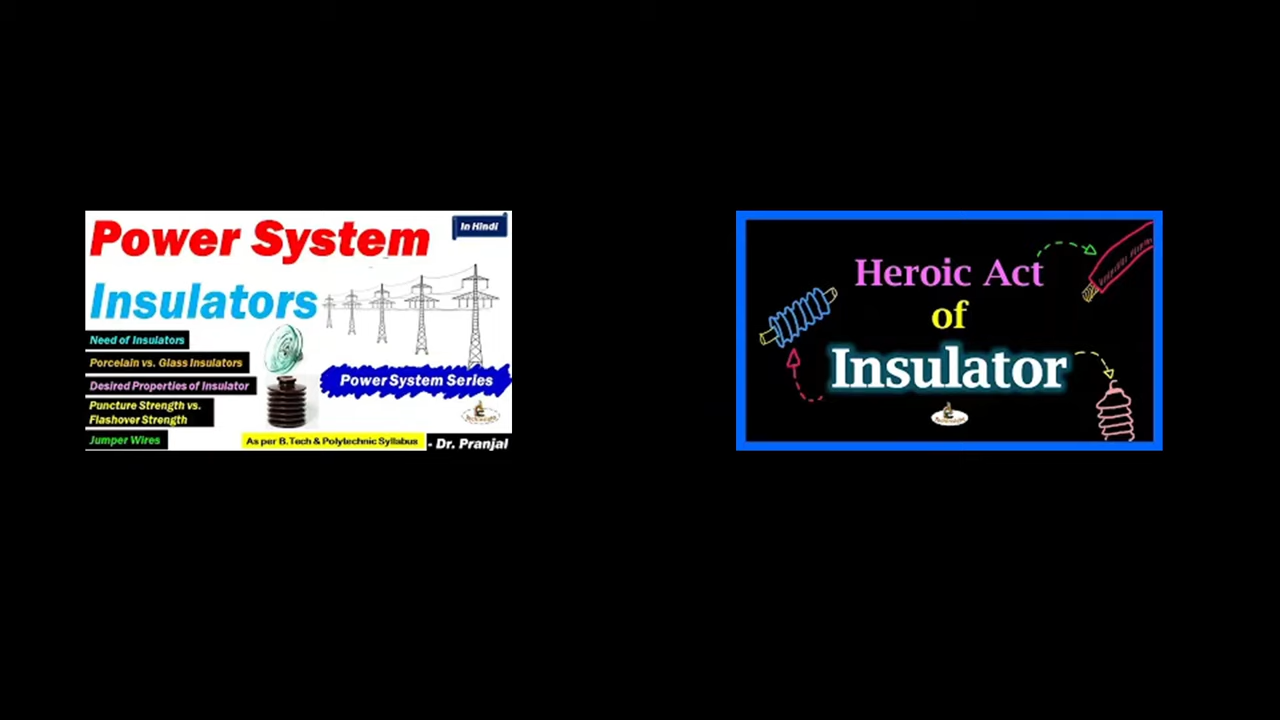 Power System
In Hindi
Insulators
Need of Insulators
Porcelain vs. Glass Insulators
Desired Properties of Insulator
Puncture Strength vs.
Flashover Strength
Jumper Wires
Power System Series
As per B.Tech & Polytechnic Syllabus
- Dr. Pranjal
Heroic Act
of
Insulator